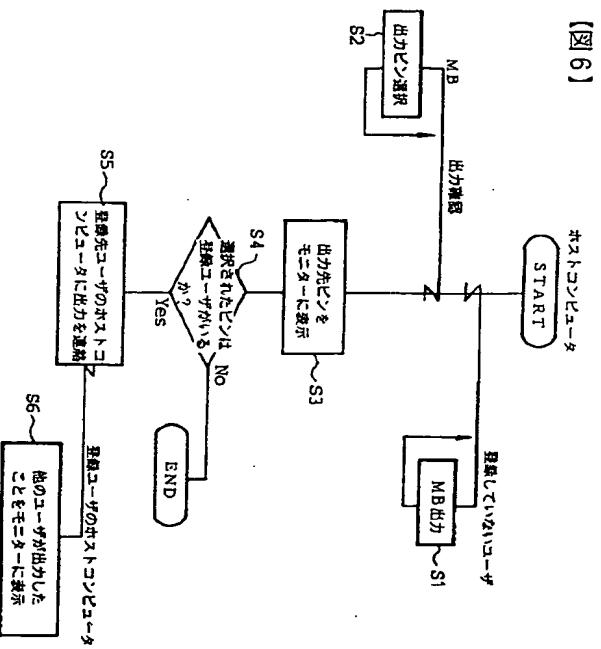 【図6】
ホストコンピュータ
START
登録していないユーザ
MB出力
S1
MB
出力ビン選択
S2
出力確認
出力先ビンを
モニターに表示
S3
S4
選択されたビンは
登録ユーザがいる
か?
No
END
Yes
S5
登録先ユーザのホストコ
ンピュータに出力を連絡
登録ユーザのホストコンピュータ
S6
他のユーザが出力した
ことをモニターに表示